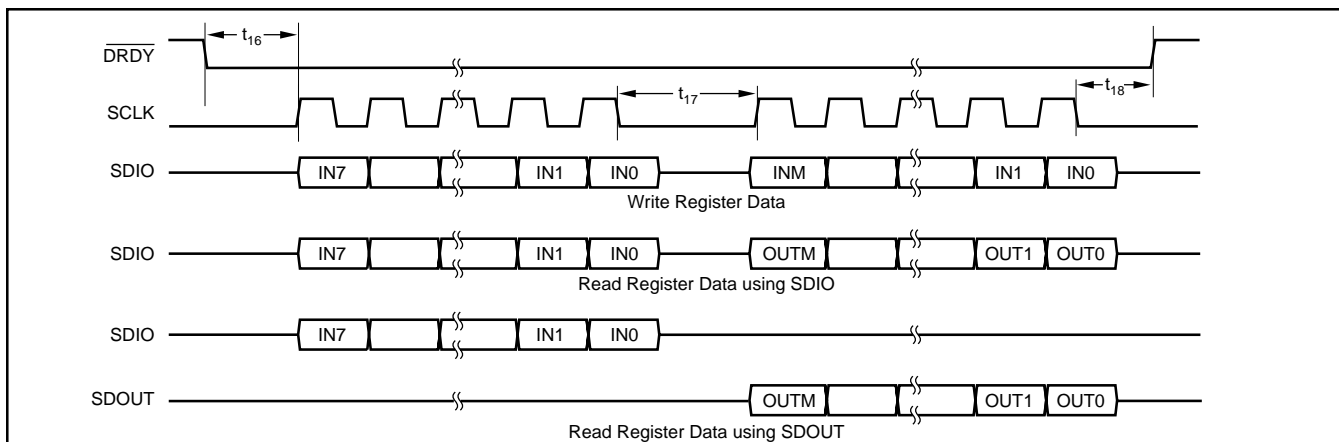 DRDY
t16
SCLK
t17
t18
SDIO IN7 IN1 IN0 INM IN1 IN0
Write Register Data
SDIO IN7 IN1 IN0 OUTM OUT1 OUT0
Read Register Data using SDIO
SDIO IN7 IN1 IN0
SDOUT OUTM OUT1 OUT0
Read Register Data using SDOUT